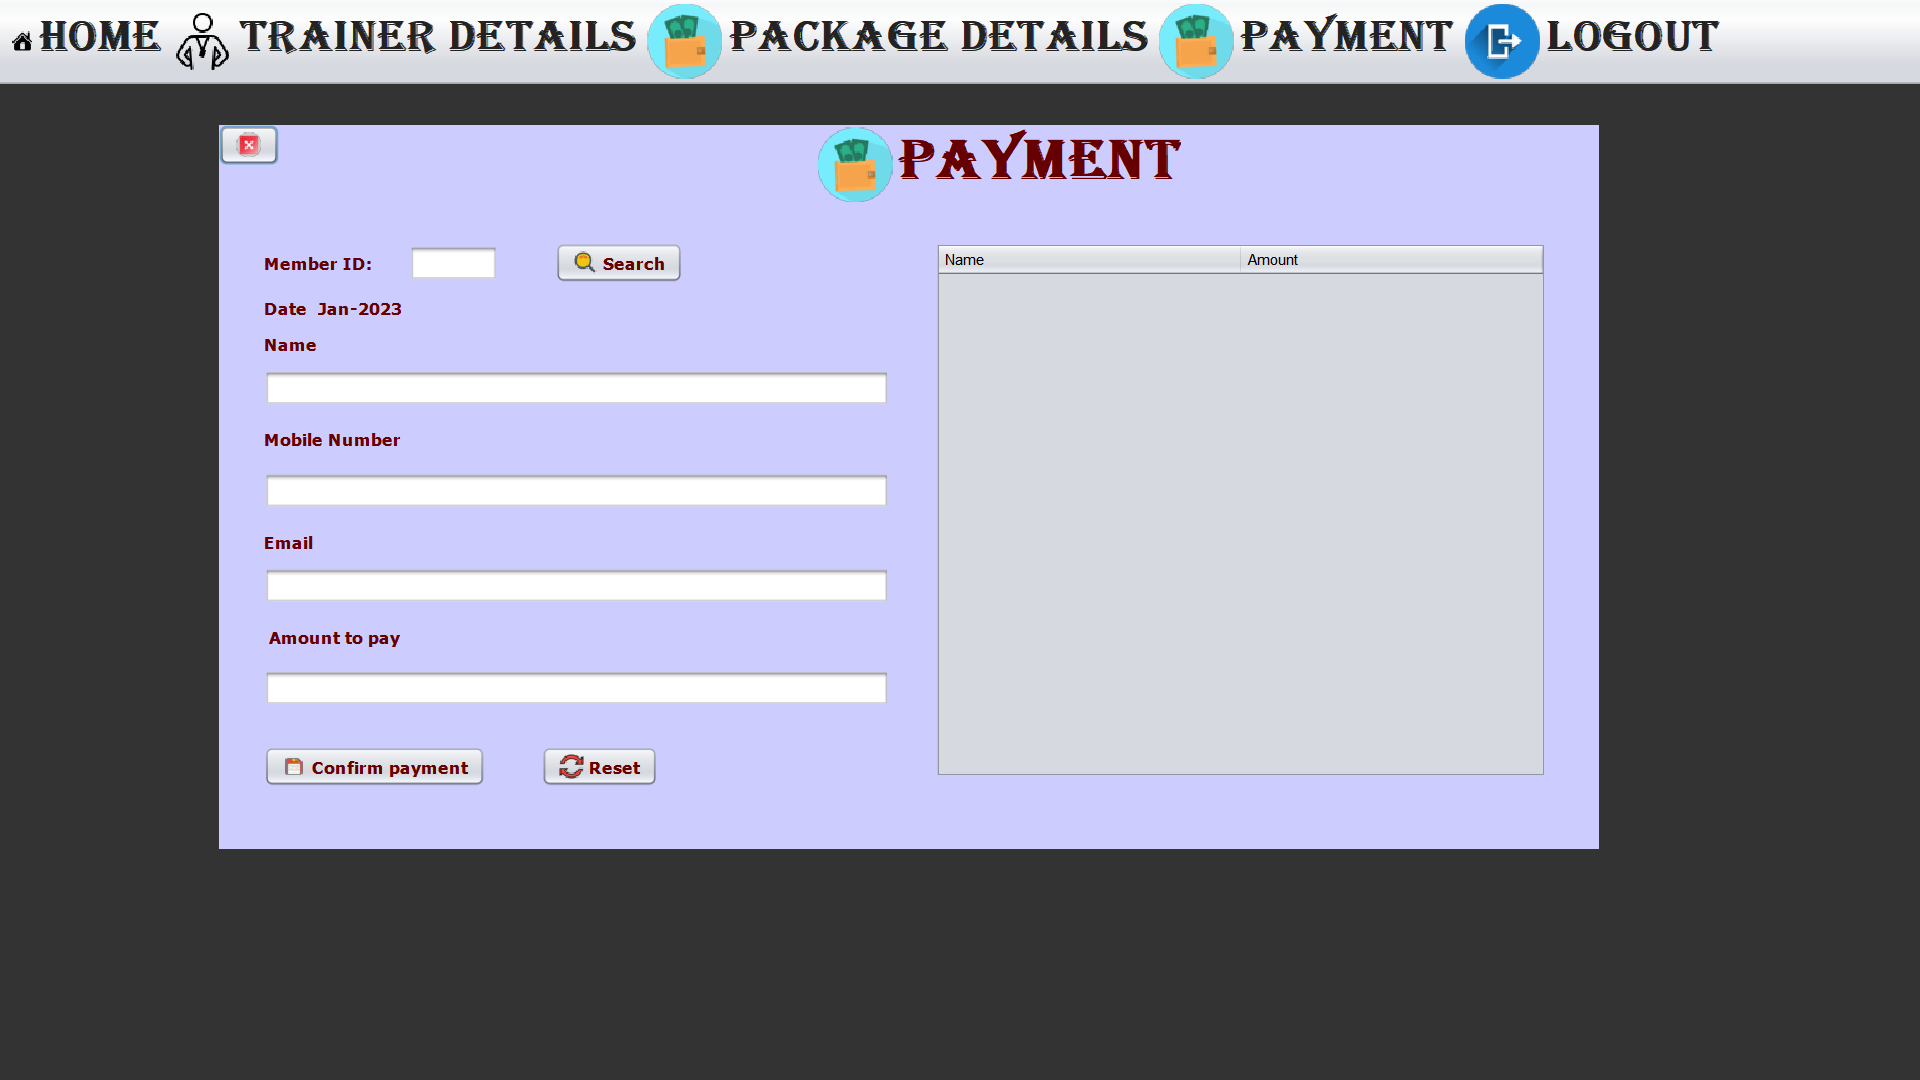 HOME TRAINER DETAILS PACKAGE DETAILS PAYMENT LOGOUT
PAYMENT
Member ID: Search
Date Jan-2023
Name
Mobile Number
Email
Amount to pay
Confirm payment Reset
Name Amount